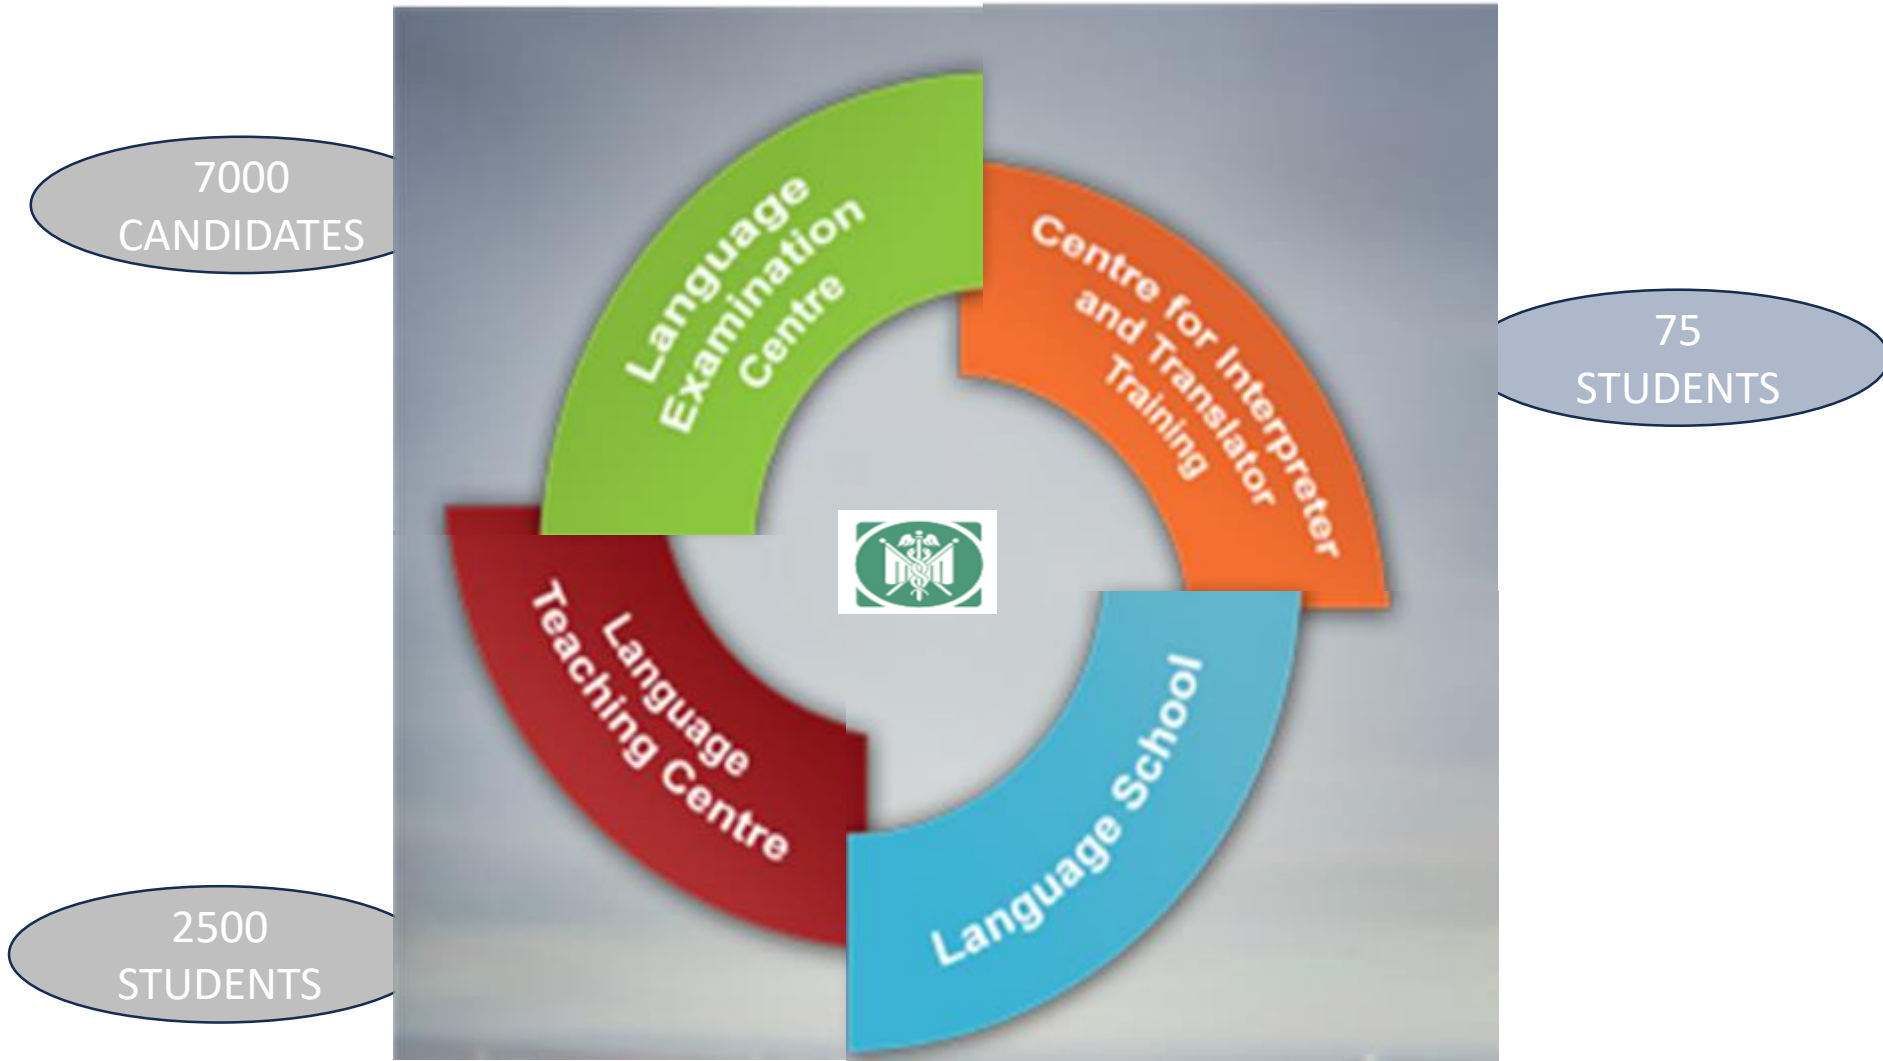 7000
CANDIDATES
Language
Examination
Centre
Centre for Interpreter
and Translator
Training
75
STUDENTS
Language
Teaching Centre
Language School
2500
STUDENTS